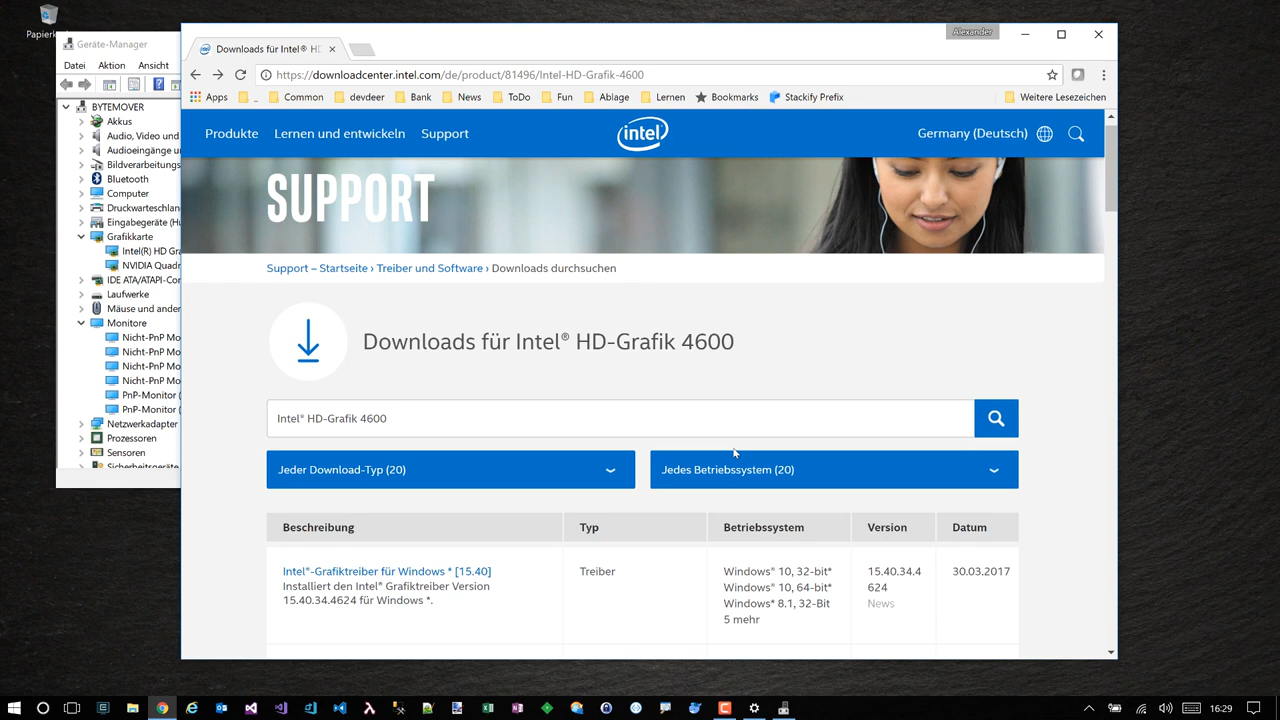 Papierk
Geräte-Manager
Datei Aktion Ansicht
BYTEMOVER
Akkus
Audio, Video und
Audioeingänge u
Bildverarbeitungs
Bluetooth
Computer
Druckwarteschlan
Eingabegeräte (Hu
Grafikkarte
Intel(R) HD Gra
NVIDIA Quadr
IDE ATA/ATAPI-Con
Laufwerke
Mäuse und ander
Monitore
Nicht-PnP Mo
Nicht-PnP Mo
Nicht-PnP Mo
Nicht-PnP Mo
PnP-Monitor (
PnP-Monitor (
Netzwerkadapter
Prozessoren
Sensoren
Sicherheitsgeräte
Alexander
Downloads für Intel® HD
https://downloadcenter.intel.com/de/product/81496/Intel-HD-Grafik-4600
Apps _ Common devdeer Bank News ToDo Fun Ablage Lernen Bookmarks Stackify Prefix Weitere Lesezeichen
Produkte Lernen und entwickeln Support intel Germany (Deutsch)
SUPPORT
Support – Startseite › Treiber und Software › Downloads durchsuchen
Downloads für Intel® HD-Grafik 4600
Intel® HD-Grafik 4600
Jeder Download-Typ (20) Jedes Betriebssystem (20)
Beschreibung Typ Betriebssystem Version Datum
Intel®-Grafiktreiber für Windows * [15.40]
Installiert den Intel® Grafiktreiber Version
15.40.34.4624 für Windows *.
Treiber
Windows® 10, 32-bit*
Windows® 10, 64-bit*
Windows® 8.1, 32-Bit
5 mehr
15.40.34.4
624
News
30.03.2017
16:29